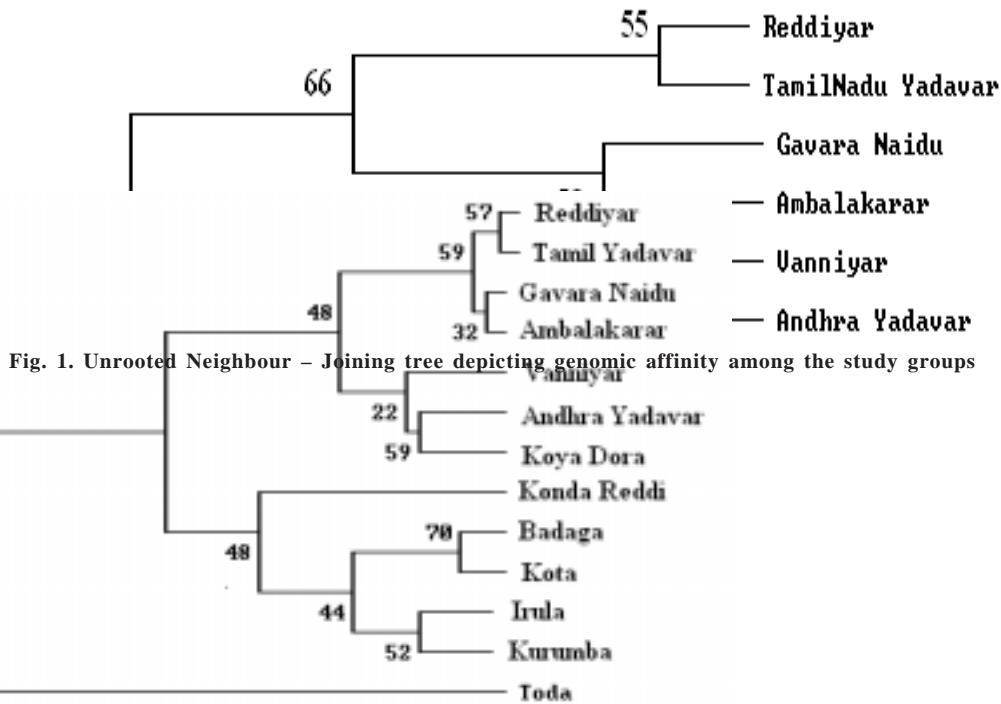 55
Reddiyar
TamilNadu Yadavar
66
Gavara Naidu
Ambalakarar
Vanniyar
Andhra Yadavar
57
Reddiyar
59
Tamil Yadavar
Gavara Naidu
48
32
Ambalakarar
Fig. 1. Unrooted Neighbour – Joining tree depicting genomic affinity among the study groups
Vanniyar
22
Andhra Yadavar
59
Koya Dora
Konda Reddi
48
70
Badaga
Kota
44
Irula
52
Kurumba
Toda